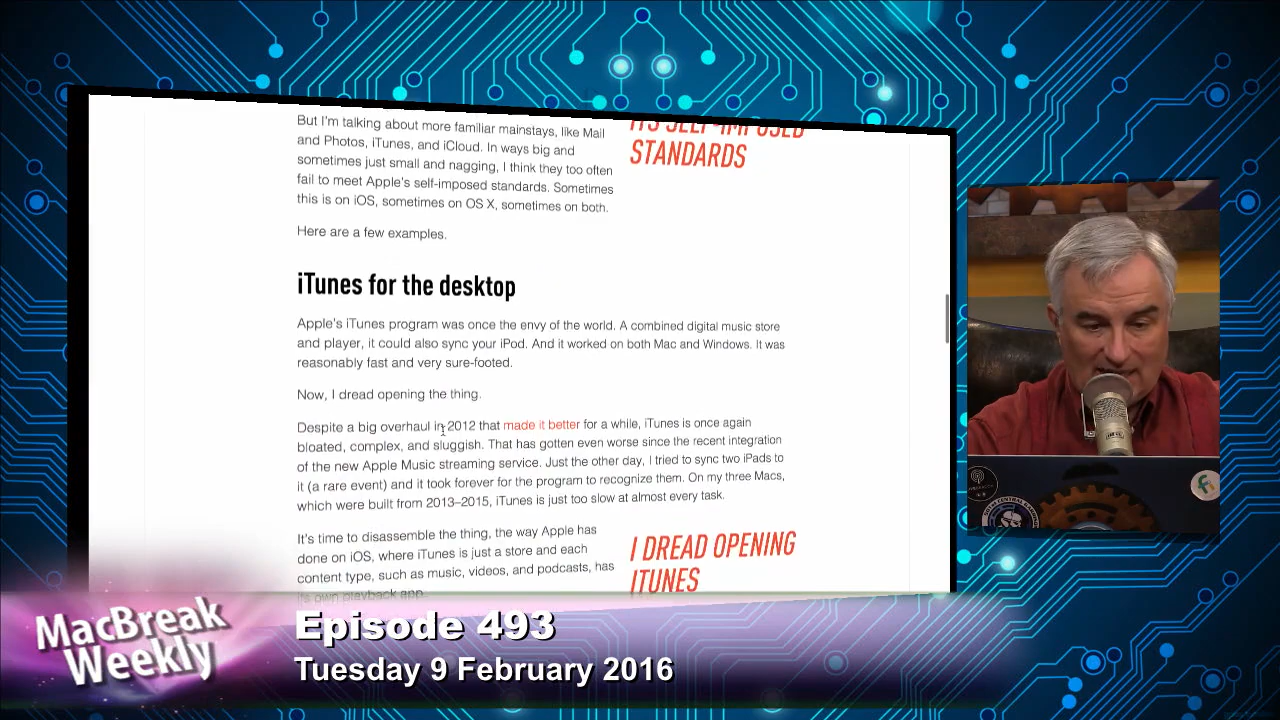 But I'm talking about more familiar mainstays, like Mail
and Photos, iTunes, and iCloud. In ways big and
sometimes just small and nagging, I think they too often
fail to meet Apple's self-imposed standards. Sometimes
this is on iOS, sometimes on OS X, sometimes on both.
ITS SELF-IMPOSED
STANDARDS
Here are a few examples.
iTunes for the desktop
Apple's iTunes program was once the envy of the world. A combined digital music store
and player, it could also sync your iPod. And it worked on both Mac and Windows. It was
reasonably fast and very sure-footed.
Now, I dread opening the thing.
Despite a big overhaul in 2012 that made it better for a while, iTunes is once again
bloated, complex, and sluggish. That has gotten even worse since the recent integration
of the new Apple Music streaming service. Just the other day, I tried to sync two iPads to
it (a rare event) and it took forever for the program to recognize them. On my three Macs,
which were built from 2013–2015, iTunes is just too slow at almost every task.
It's time to disassemble the thing, the way Apple has
done on iOS, where iTunes is just a store and each
content type, such as music, videos, and podcasts, has
its own playback app.
I DREAD OPENING
ITUNES
MacBreak
Weekly
Episode 493
Tuesday 9 February 2016